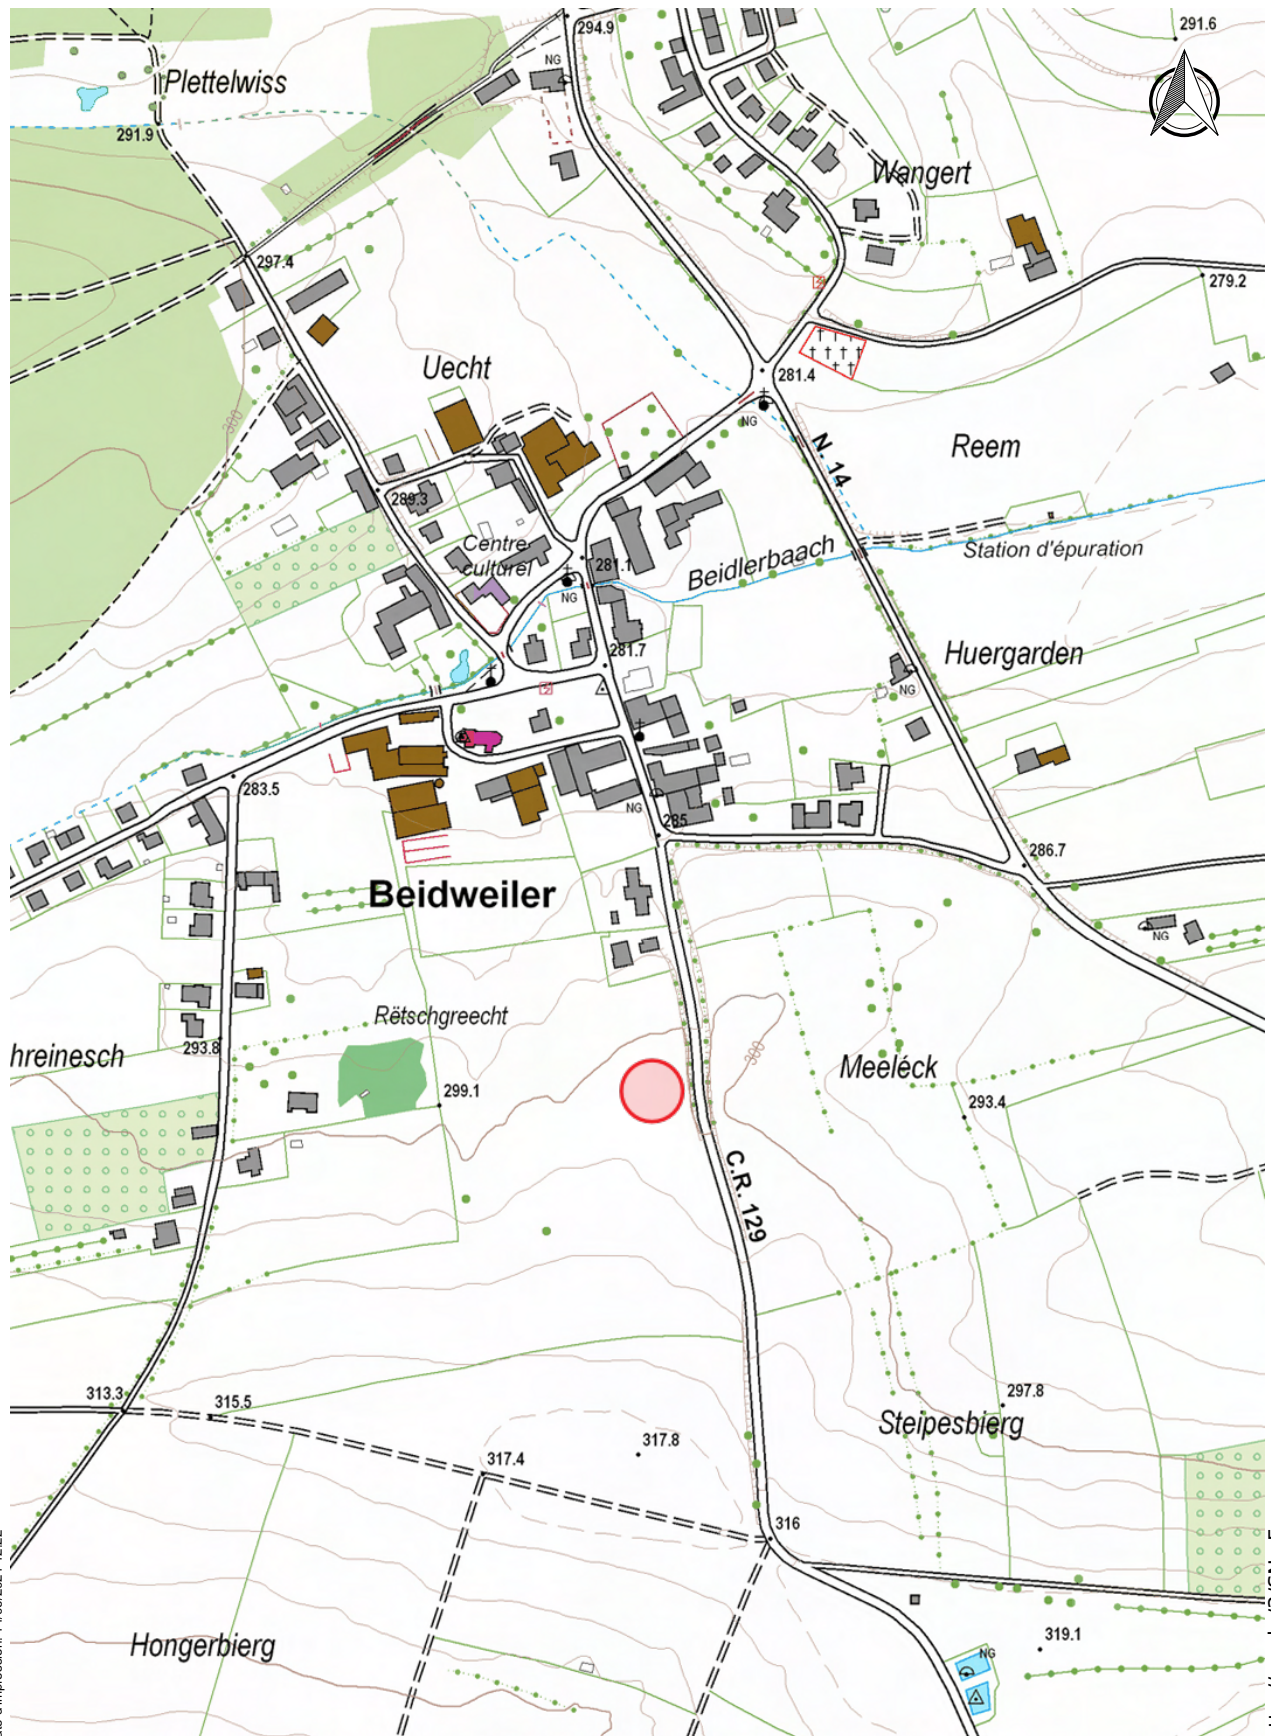 294.9
291.6
NG
Plettelwiss
291.9
Wangert
297.4
279.2
Uecht
281.4
300
NG
N. 14
Reem
289.3
Centre
culturel
281.1
Beidlerbaach
Station d'épuration
NG
281.7
Huergarden
NG
283.5
NG
285
286.7
Beidweiler
NG
Rëtschgreecht
293.8
hreinesch
300
Meeléck
299.1
293.4
C.R. 129
313.3
315.5
297.8
Steipesbierg
317.8
317.4
316
Hongerbierg
319.1
NG